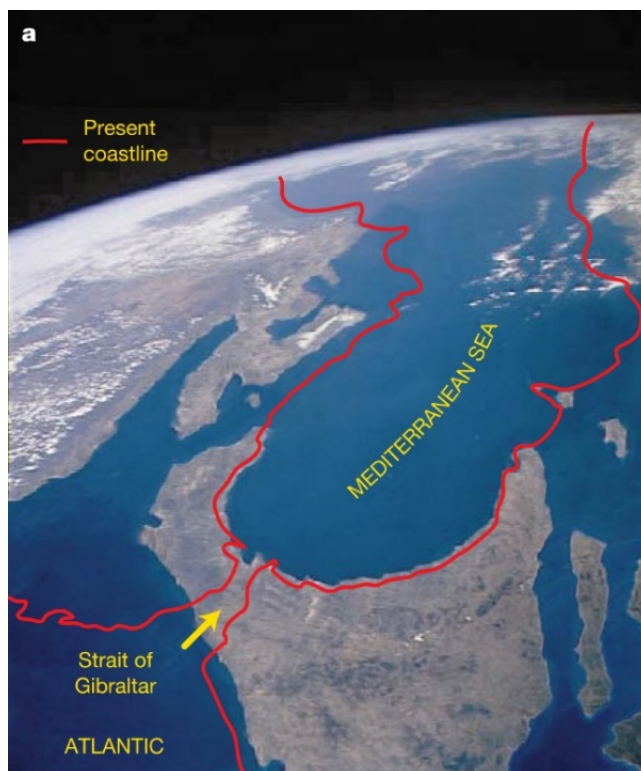 a
Present
coastline
MEDITERRANEAN SEA
Strait of
Gibraltar
ATLANTIC